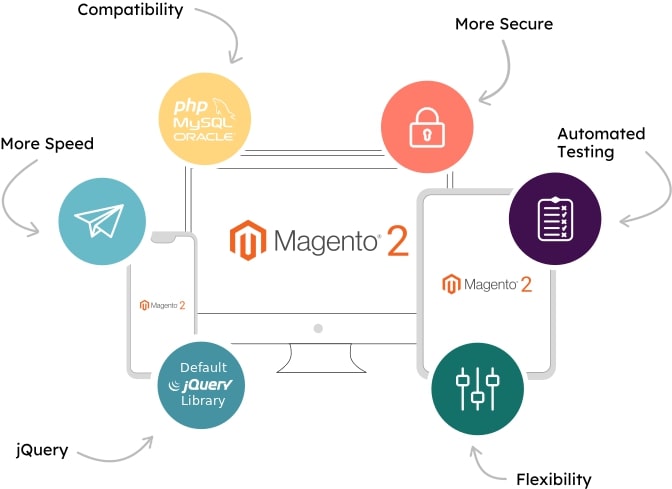 Compatibility
More Secure
php
MySQL
ORACLE
More Speed
Automated
Testing
Magento® 2
Magento® 2
Magento 2
Default
jQuery
Library
jQuery
Flexibility